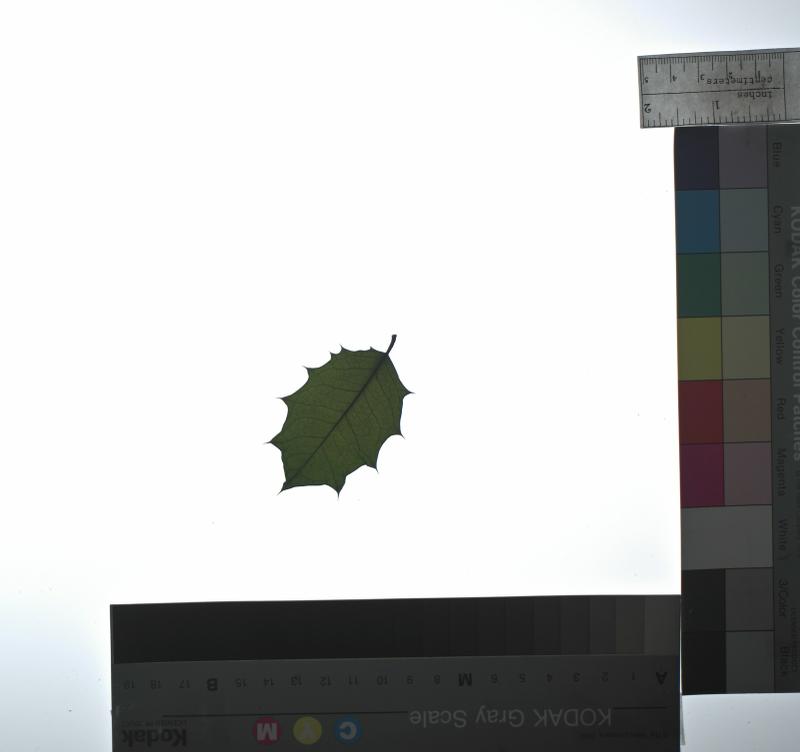 5 4 3 2 1
centimeters
inches
2 1
Blue
Cyan
Green
Yellow
Red
Magenta
White
3/Color
Black
KODAK Color Control Patches
A 1 2 3 4 5 6 M 8 9 10 11 12 13 14 15 B 17 18 19
KODAK Gray Scale
C Y M
Kodak